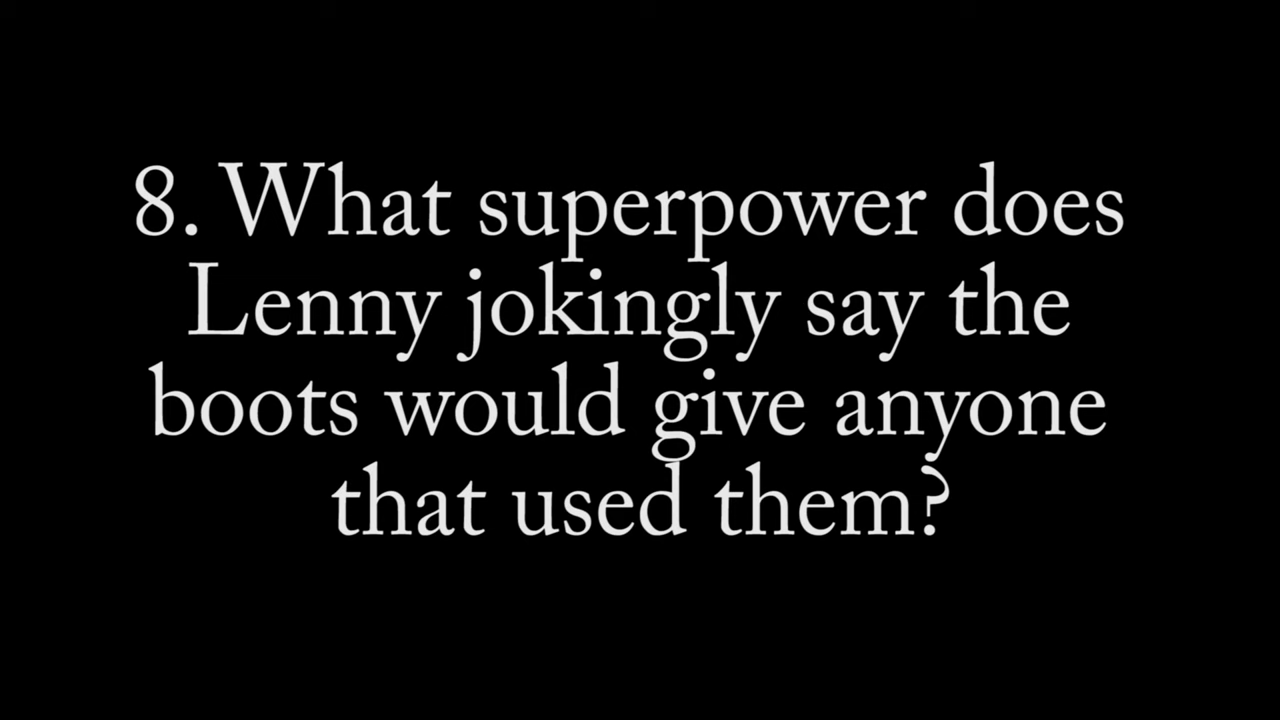 8. What superpower does
Lenny jokingly say the
boots would give anyone
that used them?